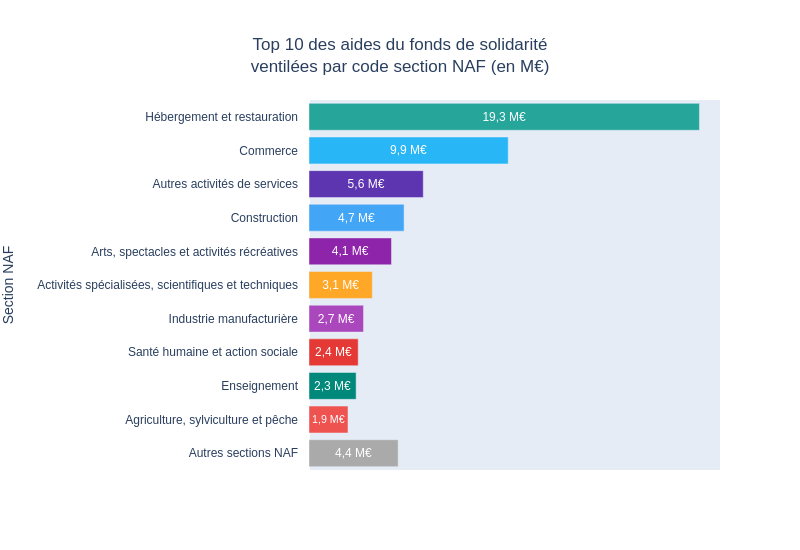 Top 10 des aides du fonds de solidarité
ventilées par code section NAF (en M€)
Section NAF
Hébergement et restauration 19,3 M€
Commerce 9,9 M€
Autres activités de services 5,6 M€
Construction 4,7 M€
Arts, spectacles et activités récréatives 4,1 M€
Activités spécialisées, scientifiques et techniques 3,1 M€
Industrie manufacturière 2,7 M€
Santé humaine et action sociale 2,4 M€
Enseignement 2,3 M€
Agriculture, sylviculture et pêche 1,9 M€
Autres sections NAF 4,4 M€